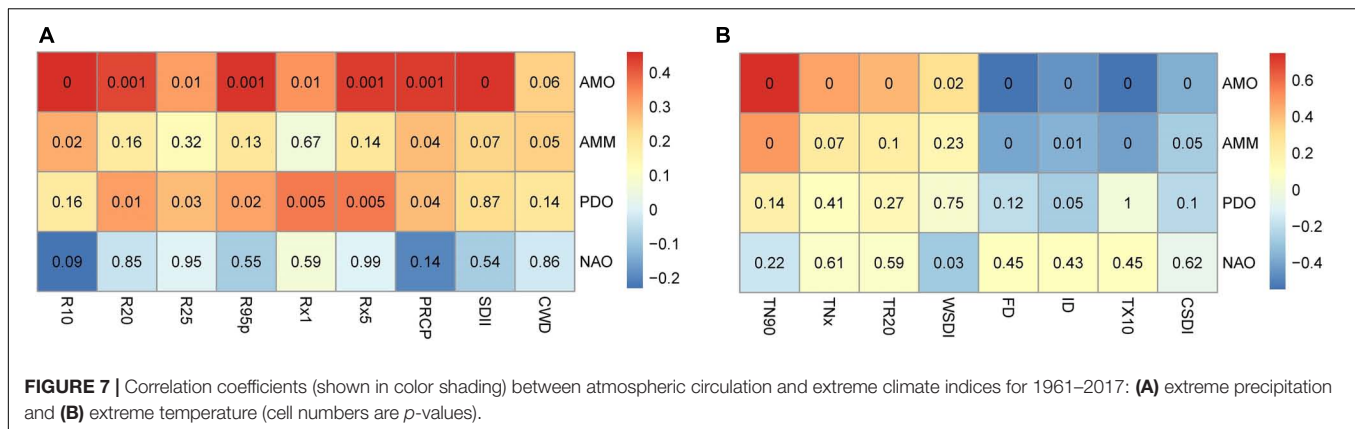 A
0 0.001 0.01 0.001 0.01 0.001 0.001 0 0.06 AMO
0.02 0.16 0.32 0.13 0.67 0.14 0.04 0.07 0.05 AMM
0.16 0.01 0.03 0.02 0.005 0.005 0.04 0.87 0.14 PDO
0.09 0.85 0.95 0.55 0.59 0.99 0.14 0.54 0.86 NAO
R10 R20 R25 R95p Rx1 Rx5 PRCP SDII CWD
0.4
0.3
0.2
0.1
0
−0.1
−0.2
B
0 0 0 0.02 0 0 0 0 AMO
0 0.07 0.1 0.23 0 0.01 0 0.05 AMM
0.14 0.41 0.27 0.75 0.12 0.05 1 0.1 PDO
0.22 0.61 0.59 0.03 0.45 0.43 0.45 0.62 NAO
TN90 TNx TR20 WSDI FD ID TX10 CSDI
0.6
0.4
0.2
0
−0.2
−0.4
FIGURE 7 | Correlation coefficients (shown in color shading) between atmospheric circulation and extreme climate indices for 1961–2017: (A) extreme precipitation
and (B) extreme temperature (cell numbers are p-values).